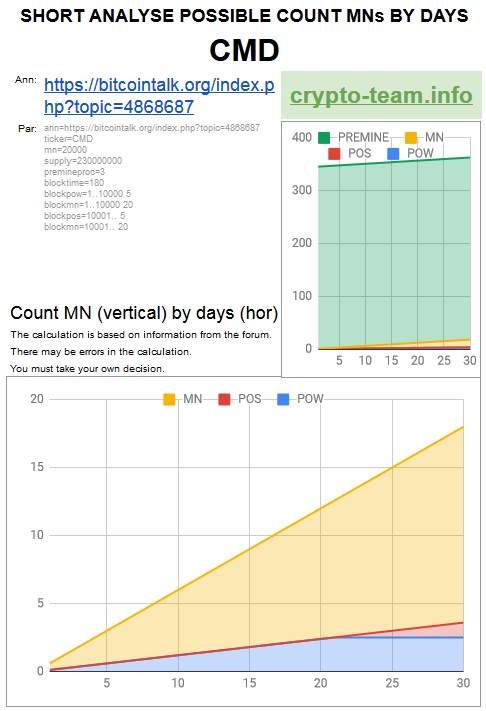 SHORT ANALYSE POSSIBLE COUNT MNs BY DAYS
CMD
Ann:
https://bitcointalk.org/index.p
hp?topic=4868687
crypto-team.info
Par:
ann=https://bitcointalk.org/index.php?topic=4868687
ticker=CMD
mn=20000
supply=230000000
premineproc=3
blocktime=180
blockpow=1..10000 5
blockmn=1..10000 20
blockpos=10001.. 5
blockmn=10001.. 20
400
PREMINE MN
POS POW
300
200
100
0
5 10 15 20 25 30
Count MN (vertical) by days (hor)
The calculation is based on information from the forum.
There may be errors in the calculation.
You must take your own decision.
20
MN POS POW
15
10
5
0
5 10 15 20 25 30